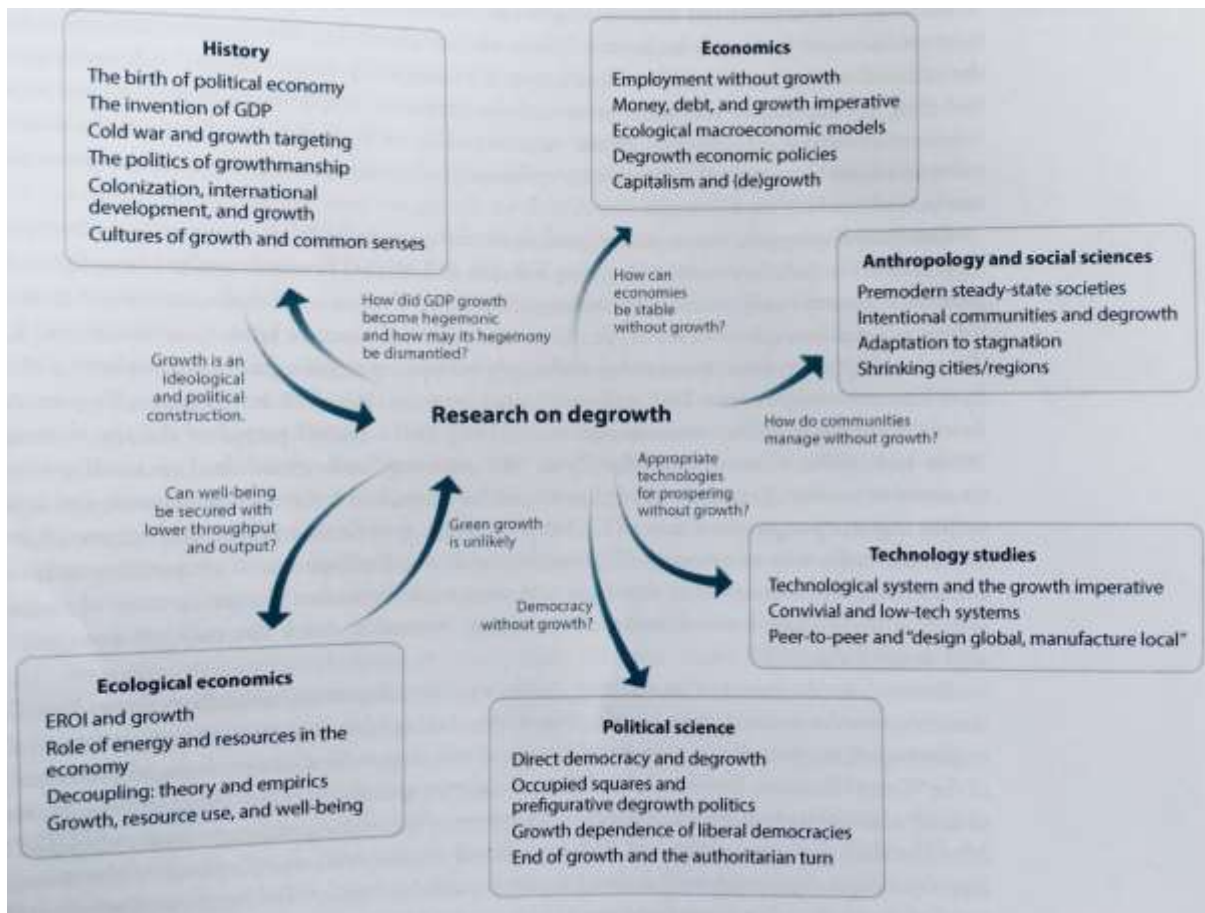 History
The birth of political economy
The invention of GDP
Cold war and growth targeting
The politics of growthmanship
Colonization, international
development, and growth
Cultures of growth and common senses
Economics
Employment without growth
Money, debt, and growth imperative
Ecological macroeconomic models
Degrowth economic policies
Capitalism and (de)growth
Anthropology and social sciences
Premodern steady-state societies
Intentional communities and degrowth
Adaptation to stagnation
Shrinking cities/regions
How did GDP growth
become hegemonic
and how may its hegemony
be dismantled?
How can
economies
be stable
without growth?
Growth is an
ideological
and political
construction.
Research on degrowth
How do communities
manage without growth?
Can well-being
be secured with
lower throughput
and output?
Green growth
is unlikely
Appropriate
technologies
for prospering
without growth?
Democracy
without growth?
Technology studies
Technological system and the growth imperative
Convivial and low-tech systems
Peer-to-peer and "design global, manufacture local"
Ecological economics
EROI and growth
Role of energy and resources in the
economy
Decoupling: theory and empirics
Growth, resource use, and well-being
Political science
Direct democracy and degrowth
Occupied squares and
prefigurative degrowth politics
Growth dependence of liberal democracies
End of growth and the authoritarian turn